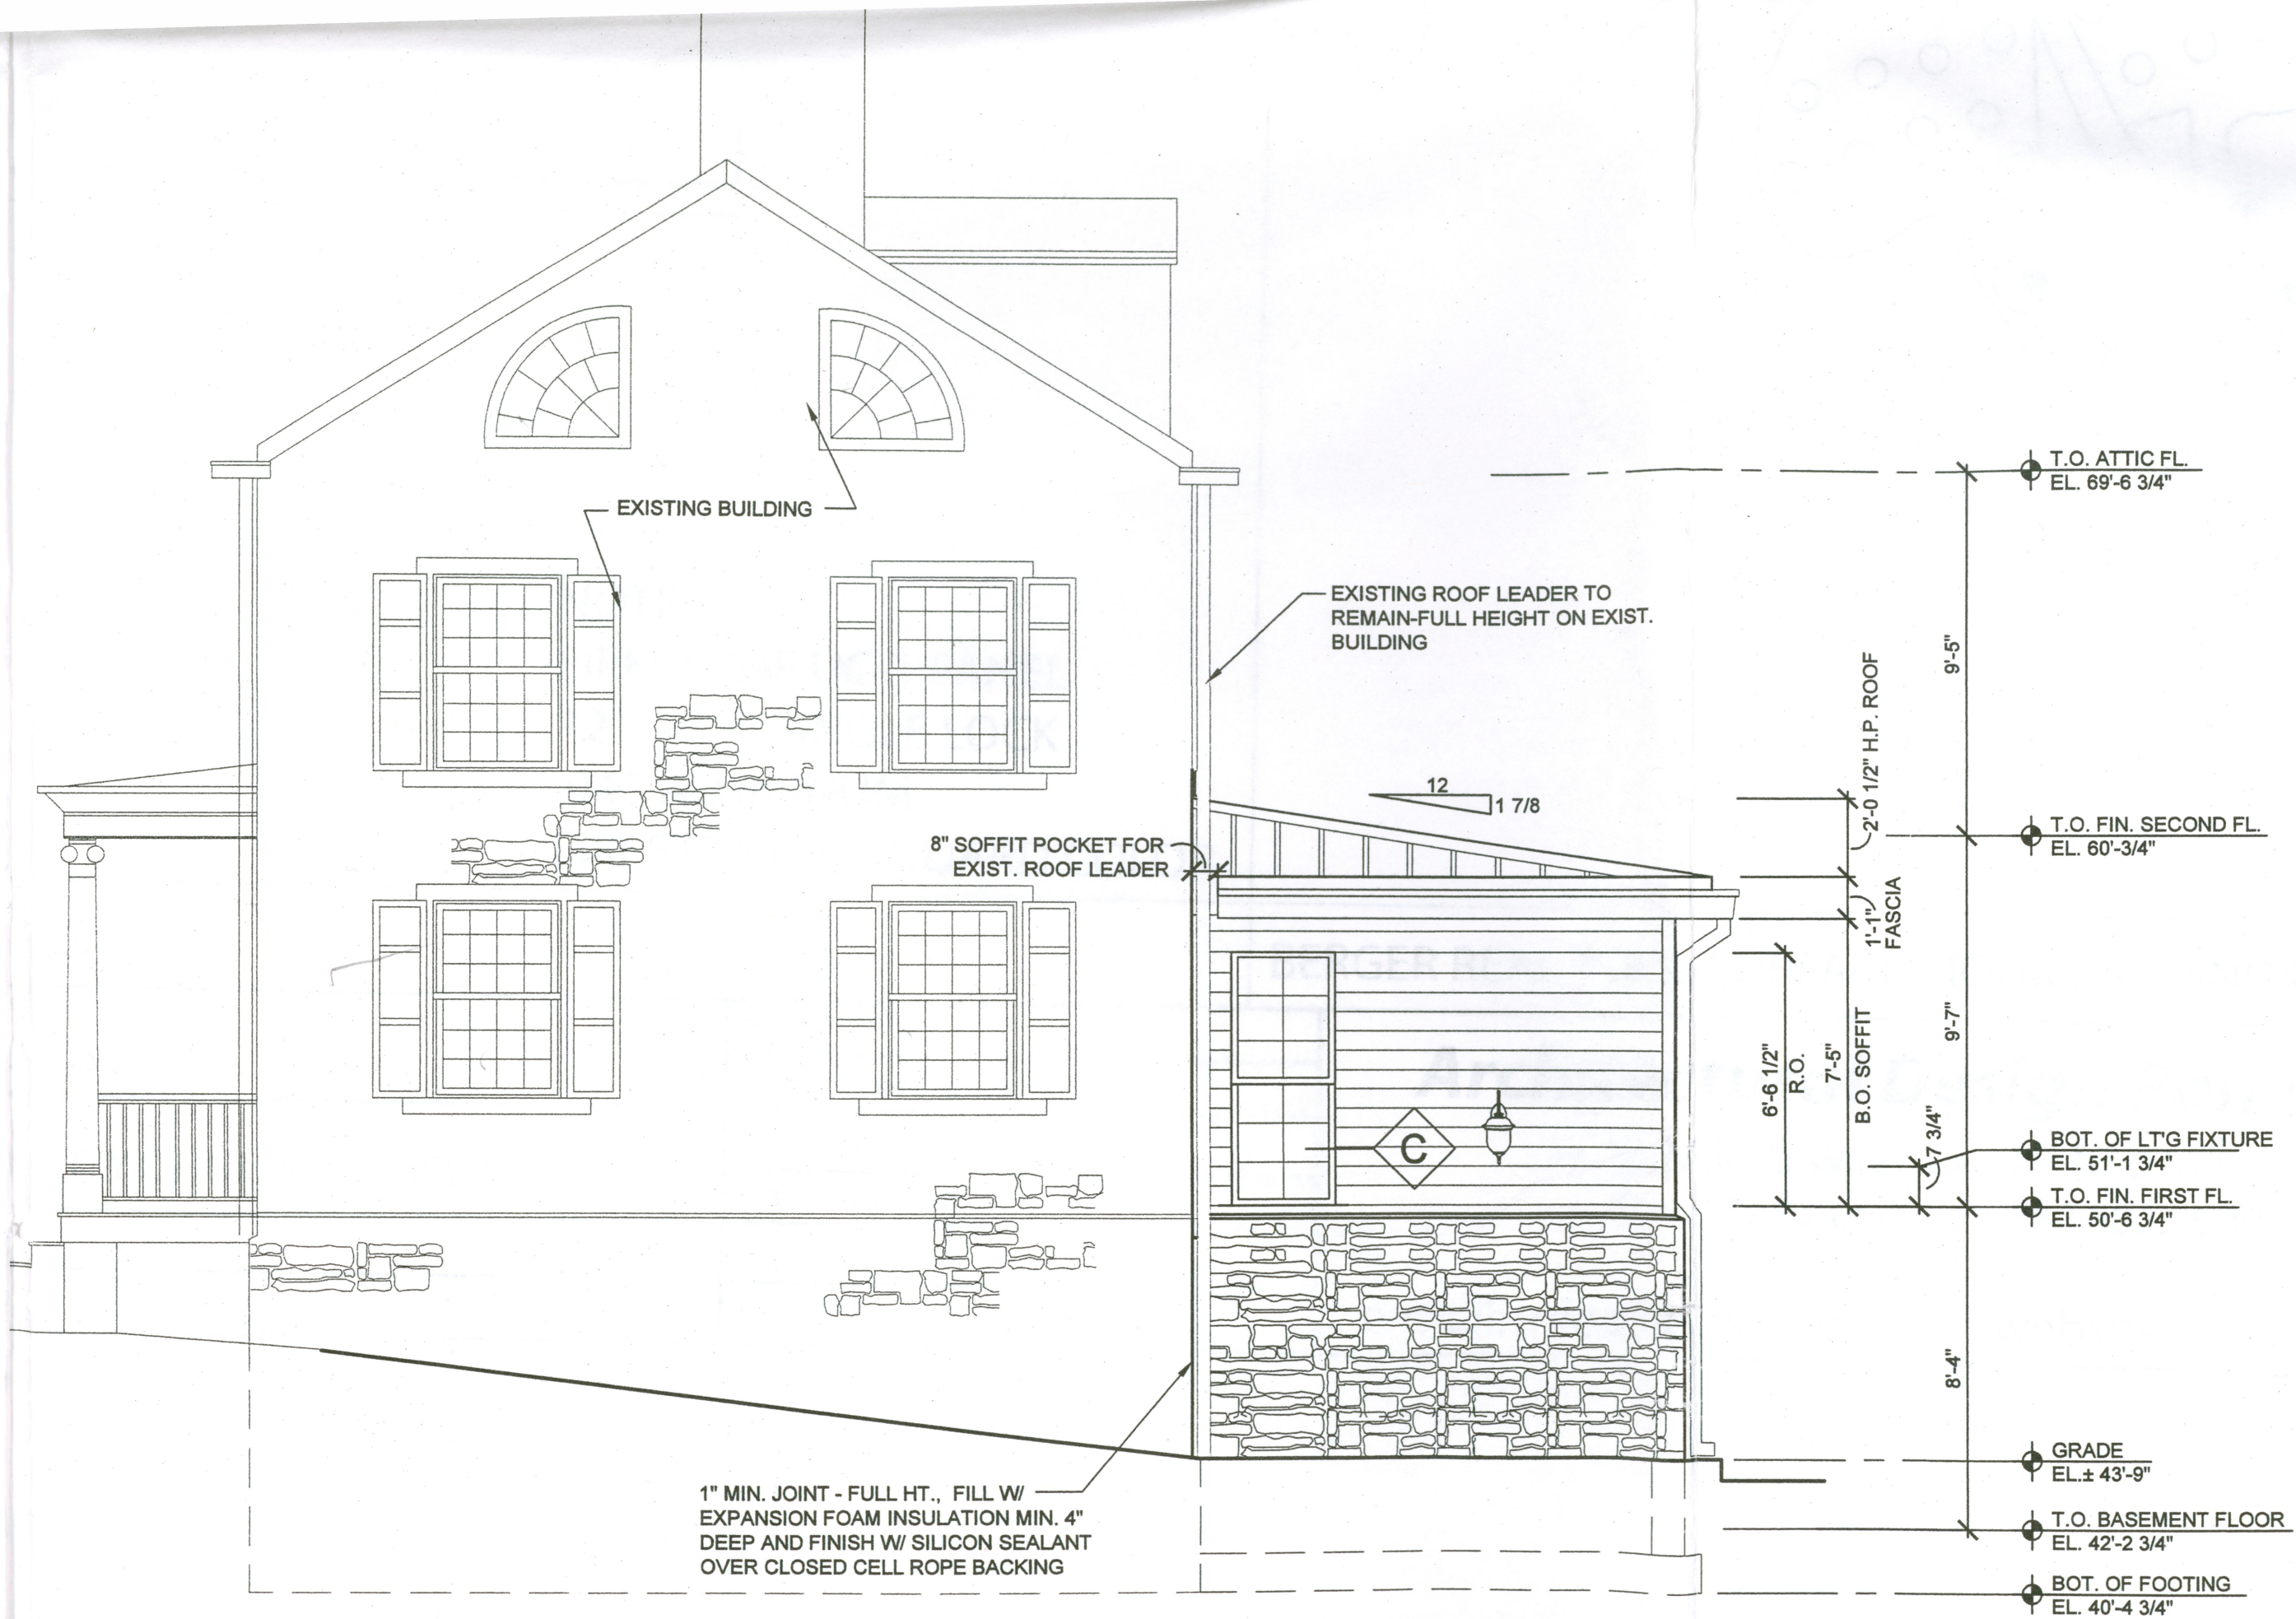 T.O. ATTIC FL.
EL. 69'-6 3/4"
EXISTING BUILDING
EXISTING ROOF LEADER TO
REMAIN-FULL HEIGHT ON EXIST.
BUILDING
9'-5"
2'-0 1/2" H.P. ROOF
12
1 7/8
T.O. FIN. SECOND FL.
EL. 60'-3/4"
8" SOFFIT POCKET FOR
EXIST. ROOF LEADER
1'-1"
FASCIA
BERGER
6'-6 1/2"
R.O.
7'-5"
B.O. SOFFIT
9'-7"
7 3/4"
C
BOT. OF LT'G FIXTURE
EL. 51'-1 3/4"
T.O. FIN. FIRST FL.
EL. 50'-6 3/4"
8'-4"
GRADE
EL.± 43'-9"
1" MIN. JOINT - FULL HT., FILL W/
EXPANSION FOAM INSULATION MIN. 4"
DEEP AND FINISH W/ SILICON SEALANT
OVER CLOSED CELL ROPE BACKING
T.O. BASEMENT FLOOR
EL. 42'-2 3/4"
BOT. OF FOOTING
EL. 40'-4 3/4"